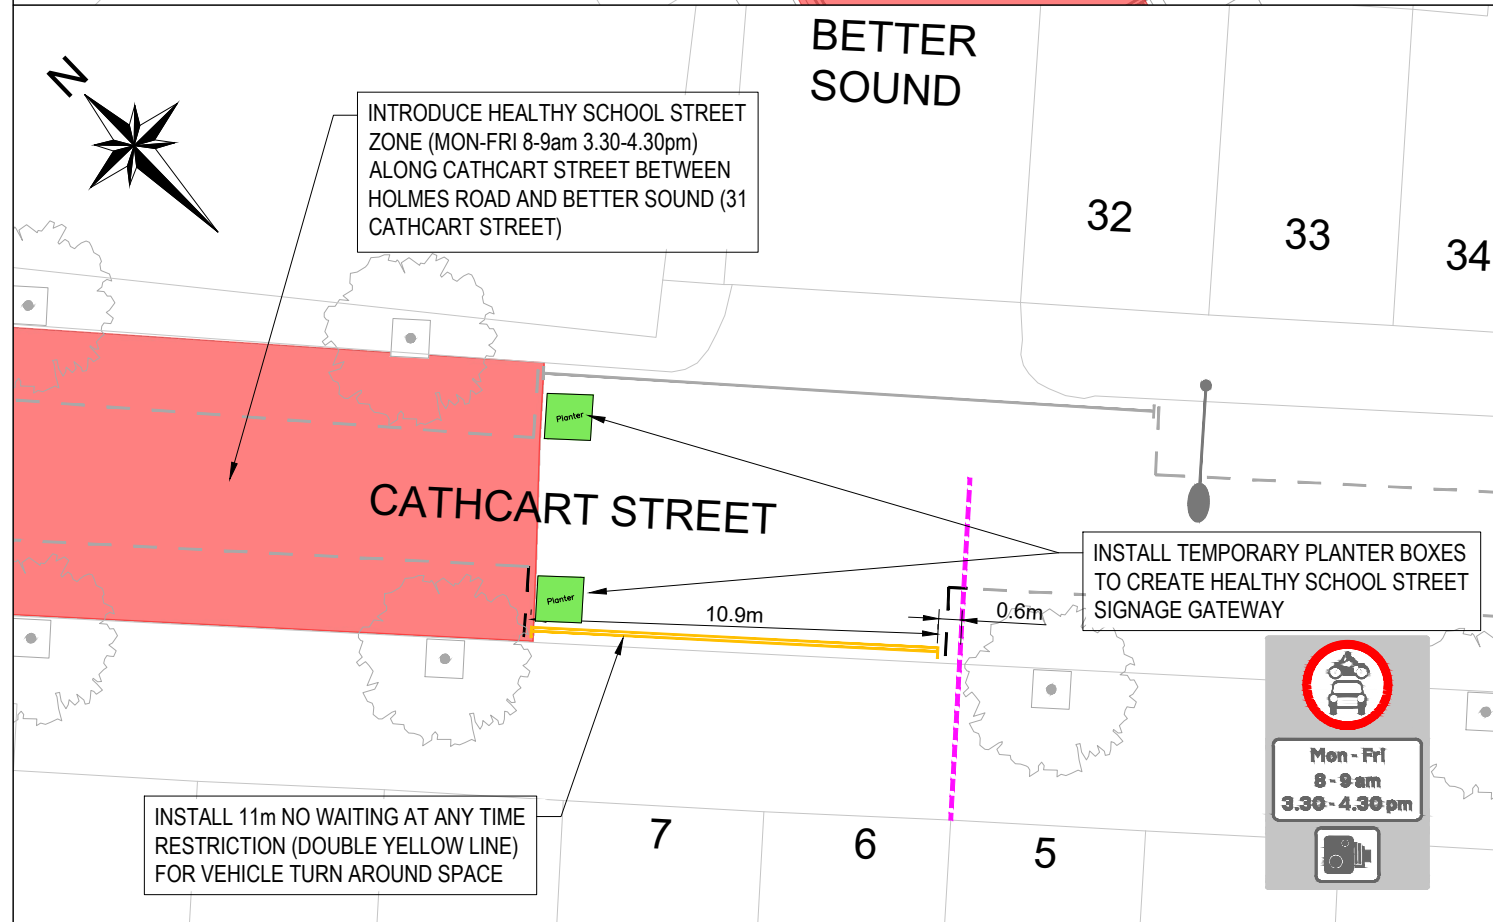 BETTER
SOUND
N
INTRODUCE HEALTHY SCHOOL STREET
ZONE (MON-FRI 8-9am 3.30-4.30pm)
ALONG CATHCART STREET BETWEEN
HOLMES ROAD AND BETTER SOUND (31
CATHCART STREET)
32
33
34
Planter
CATHCART STREET
INSTALL TEMPORARY PLANTER BOXES
TO CREATE HEALTHY SCHOOL STREET
SIGNAGE GATEWAY
Planter
10.9m
0.6m
Mon - Fri
8 - 9 am
3.30 - 4.30 pm
INSTALL 11m NO WAITING AT ANY TIME
RESTRICTION (DOUBLE YELLOW LINE)
FOR VEHICLE TURN AROUND SPACE
7
6
5